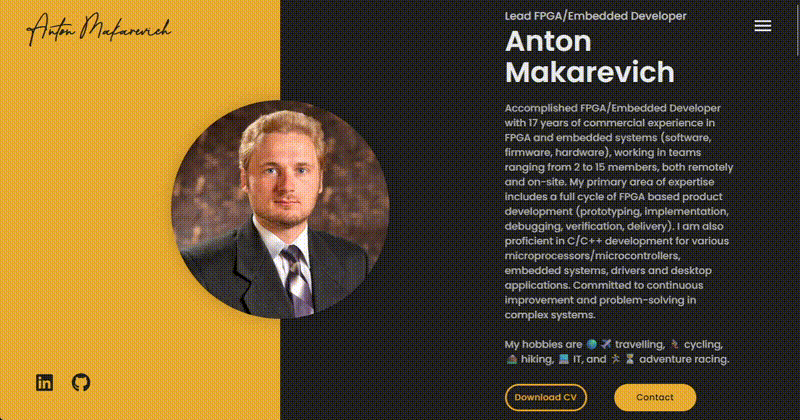 Anton Makarevich
Lead FPGA/Embedded Developer
Anton
Makarevich
Accomplished FPGA/Embedded Developer
with 17 years of commercial experience in
FPGA and embedded systems (software,
firmware, hardware), working in teams
ranging from 2 to 15 members, both remotely
and on-site. My primary area of expertise
includes a full cycle of FPGA based product
development (prototyping, implementation,
debugging, verification, delivery). I am also
proficient in C/C++ development for various
microprocessors/microcontrollers,
embedded systems, drivers and desktop
applications. Committed to continuous
improvement and problem-solving in
complex systems.
My hobbies are 🌍 ✈️ travelling, 🚴 cycling,
🏔️ hiking, 💻 IT, and 🏃 ⏳ adventure racing.
in
Download CV
Contact